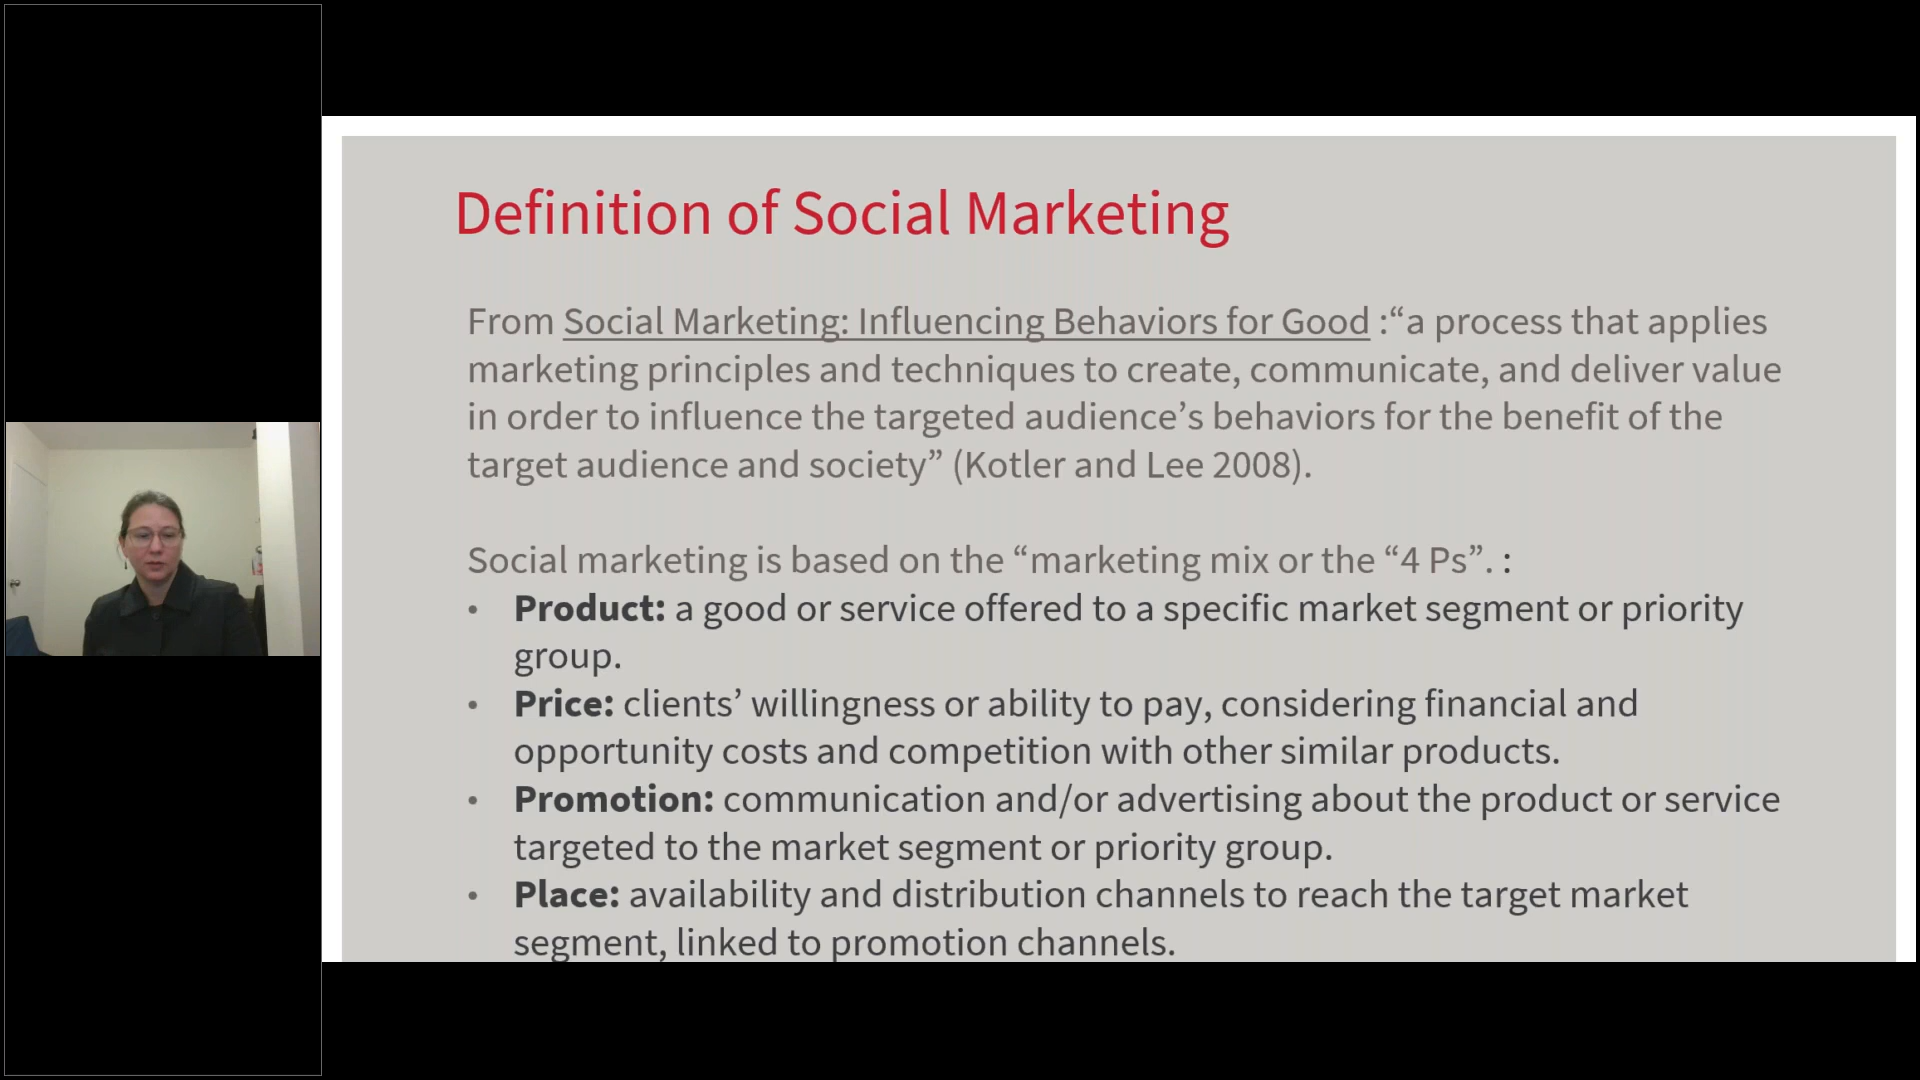 Definition of Social Marketing
From Social Marketing: Influencing Behaviors for Good :“a process that applies
marketing principles and techniques to create, communicate, and deliver value
in order to influence the targeted audience’s behaviors for the benefit of the
target audience and society” (Kotler and Lee 2008).
Social marketing is based on the “marketing mix or the “4 Ps”. :
• Product: a good or service offered to a specific market segment or priority
group.
• Price: clients’ willingness or ability to pay, considering financial and
opportunity costs and competition with other similar products.
• Promotion: communication and/or advertising about the product or service
targeted to the market segment or priority group.
• Place: availability and distribution channels to reach the target market
segment, linked to promotion channels.